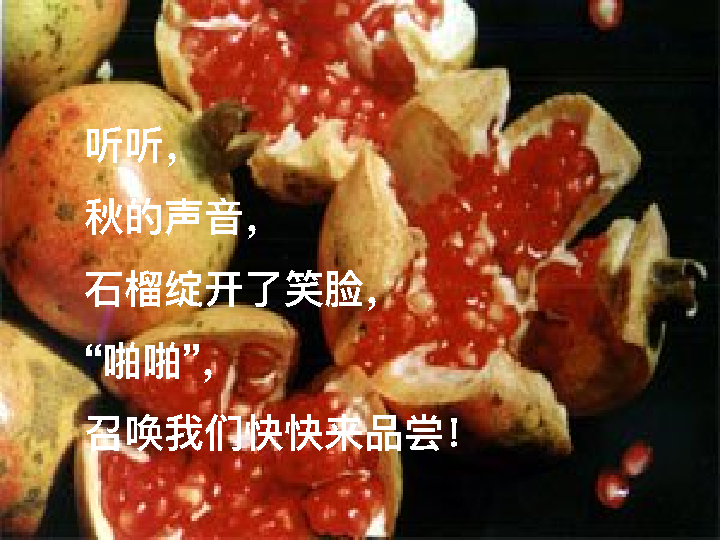 听听，
秋的声音，
石榴绽开了笑脸，
“啪啪”，
召唤我们快快来品尝！